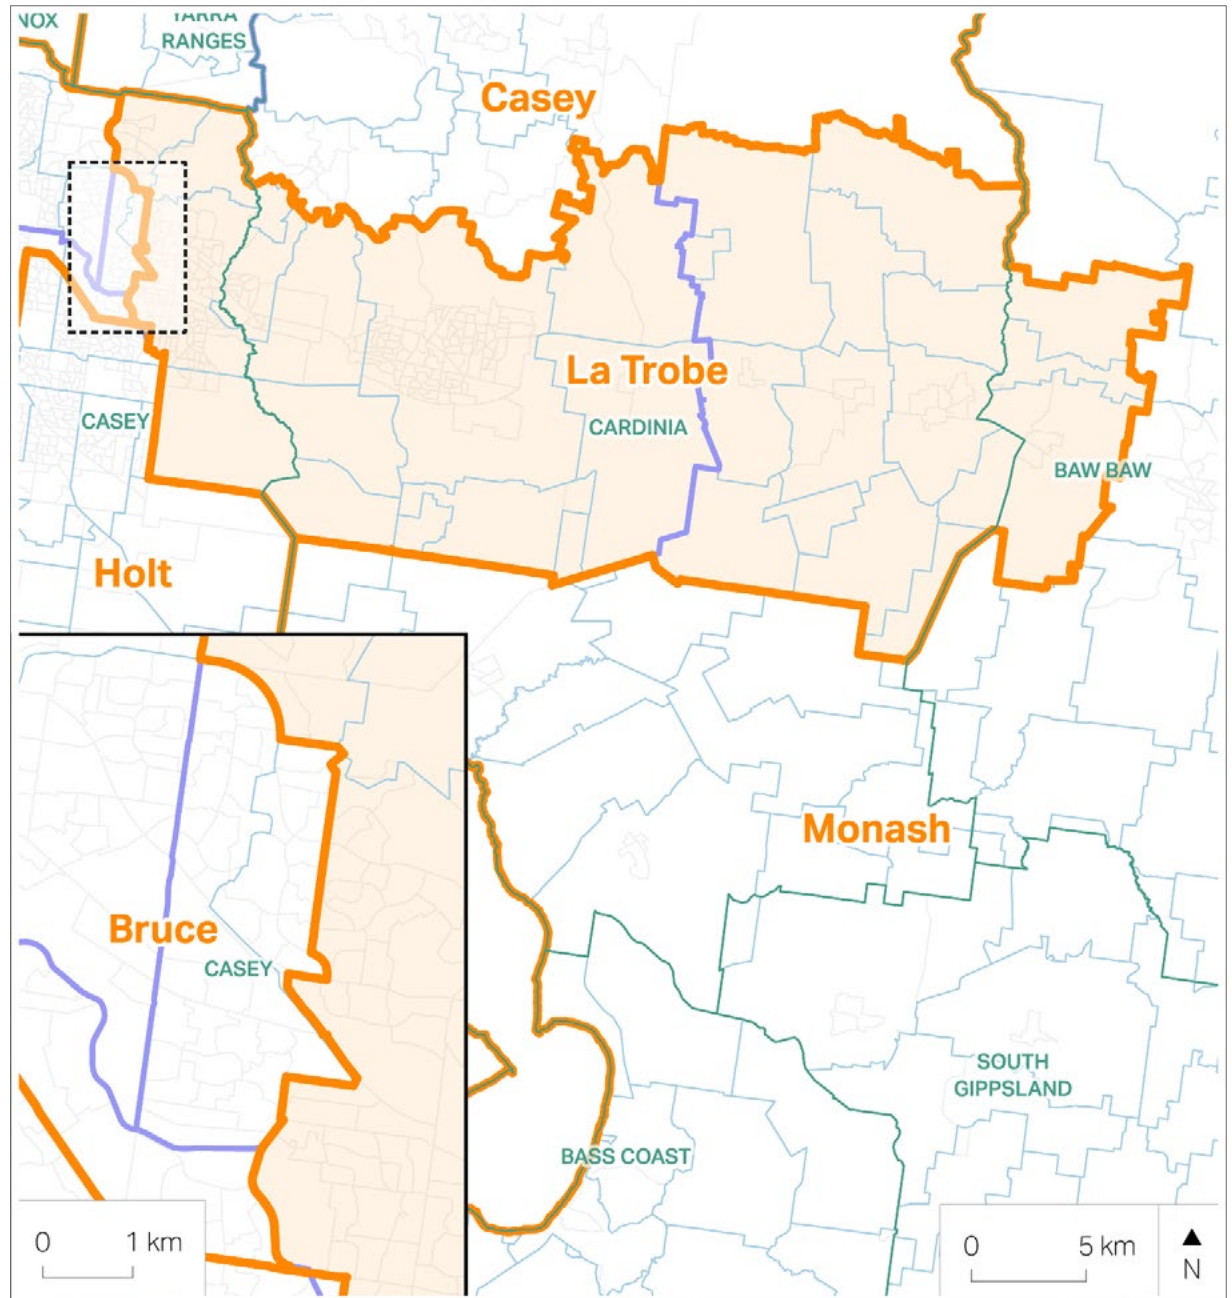 NOX
YARRA
RANGES
Casey
La Trobe
CASEY
CARDINIA
BAW BAW
Holt
Monash
Bruce
CASEY
SOUTH
GIPPSLAND
BASS COAST
0 1 km
0 5 km
N